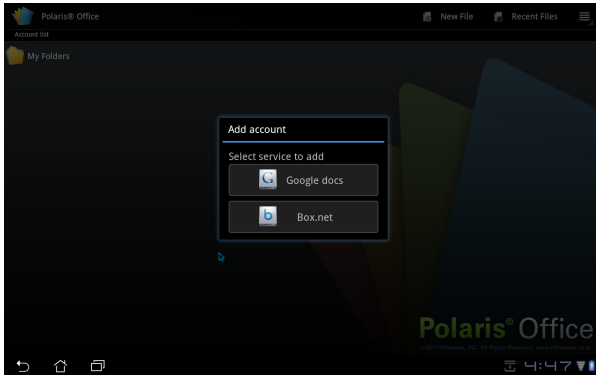 Polaris® Office
New File
Recent Files
Account list
My Folders
Add account
Select service to add
G Google docs
b Box.net
Polaris® Office
4:47